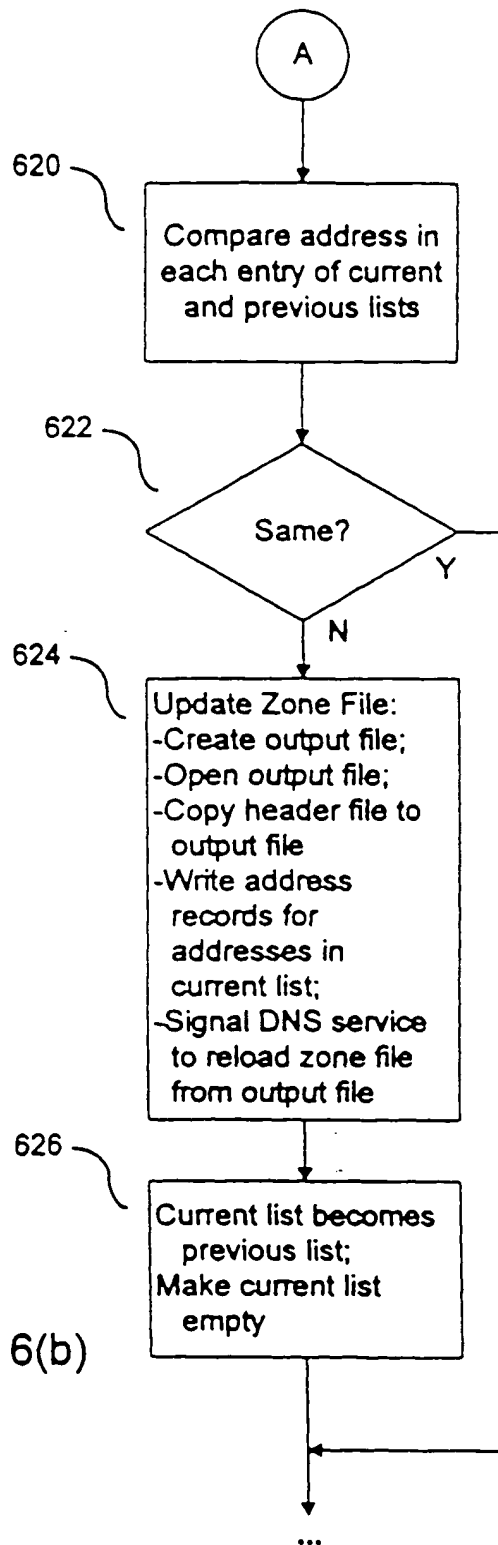 A
620
Compare address in
each entry of current
and previous lists
622
Same?
Y
N
624
Update Zone File:
-Create output file;
-Open output file;
-Copy header file to
output file
-Write address
records for
addresses in
current list;
-Signal DNS service
to reload zone file
from output file
626
Current list becomes
previous list;
Make current list
empty
6(b)
...